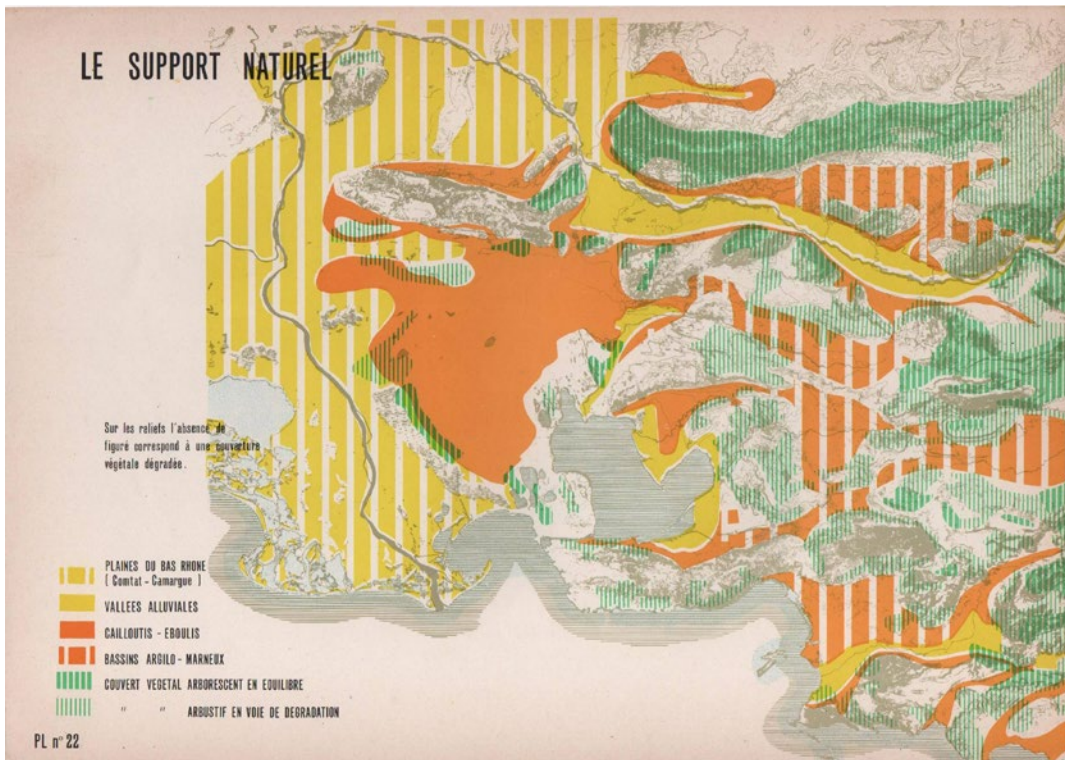 LE SUPPORT NATUREL
Sur les reliefs l'absence de
figuré correspond à une couverture
végétale dégradée.
PLAINES DU BAS RHONE
( Comtat - Camargue )
VALLEES ALLUVIALES
CAILLOUTIS - EBOULIS
BASSINS ARGILO - MARNEUX
COUVERT VEGETAL ARBORESCENT EN EQUILIBRE
" " ARBUSTIF EN VOIE DE DEGRADATION
PL n° 22